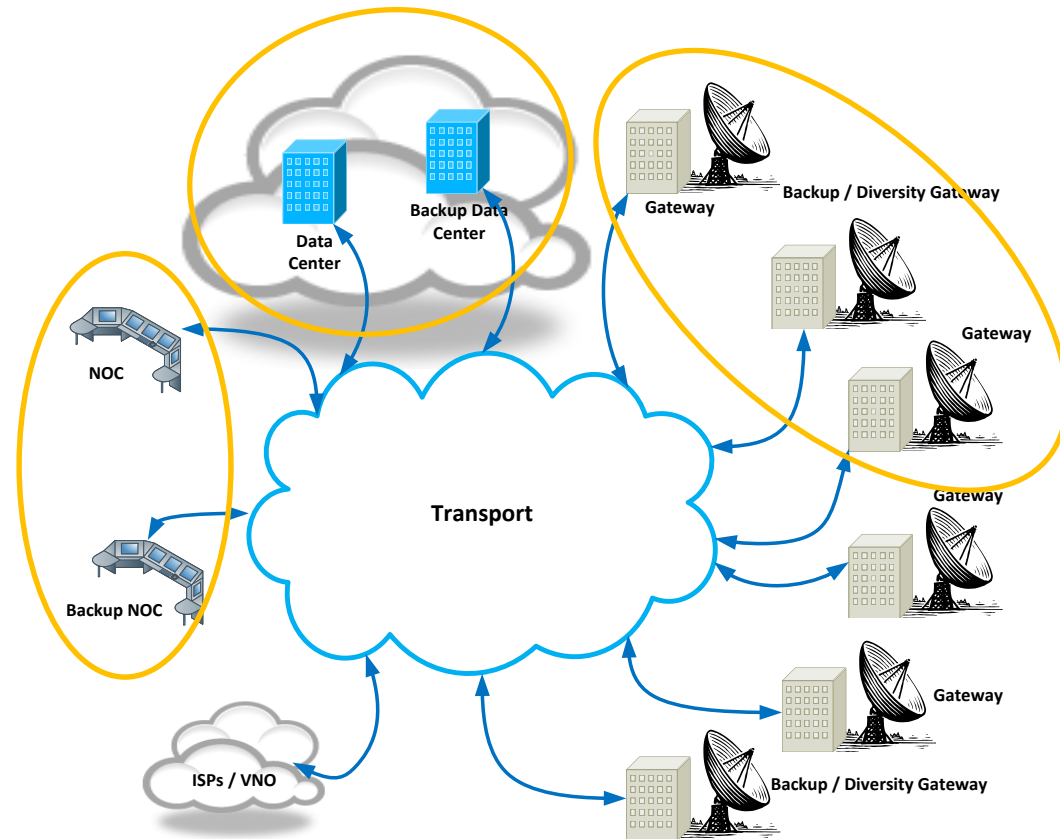 Gateway
Backup / Diversity Gateway
Backup Data
Center
Data
Center
Gateway
NOC
Gateway
Transport
Backup NOC
Gateway
ISPs / VNO
Backup / Diversity Gateway